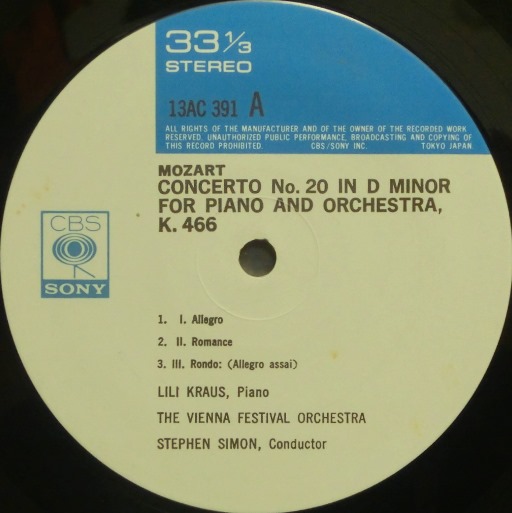 33 1/3
STEREO
13AC 391 A
ALL RIGHTS OF THE MANUFACTURER AND OF THE OWNER OF THE RECORDED WORK
RESERVED. UNAUTHORIZED PUBLIC PERFORMANCE, BROADCASTING AND COPYING OF
THIS RECORD PROHIBITED. CBS/SONY INC. TOKYO JAPAN
MOZART
CONCERTO No. 20 IN D MINOR
FOR PIANO AND ORCHESTRA,
K. 466
CBS
SONY
1. I. Allegro
2. II. Romance
3. III. Rondo: (Allegro assai)
LILI KRAUS, Piano
THE VIENNA FESTIVAL ORCHESTRA
STEPHEN SIMON, Conductor